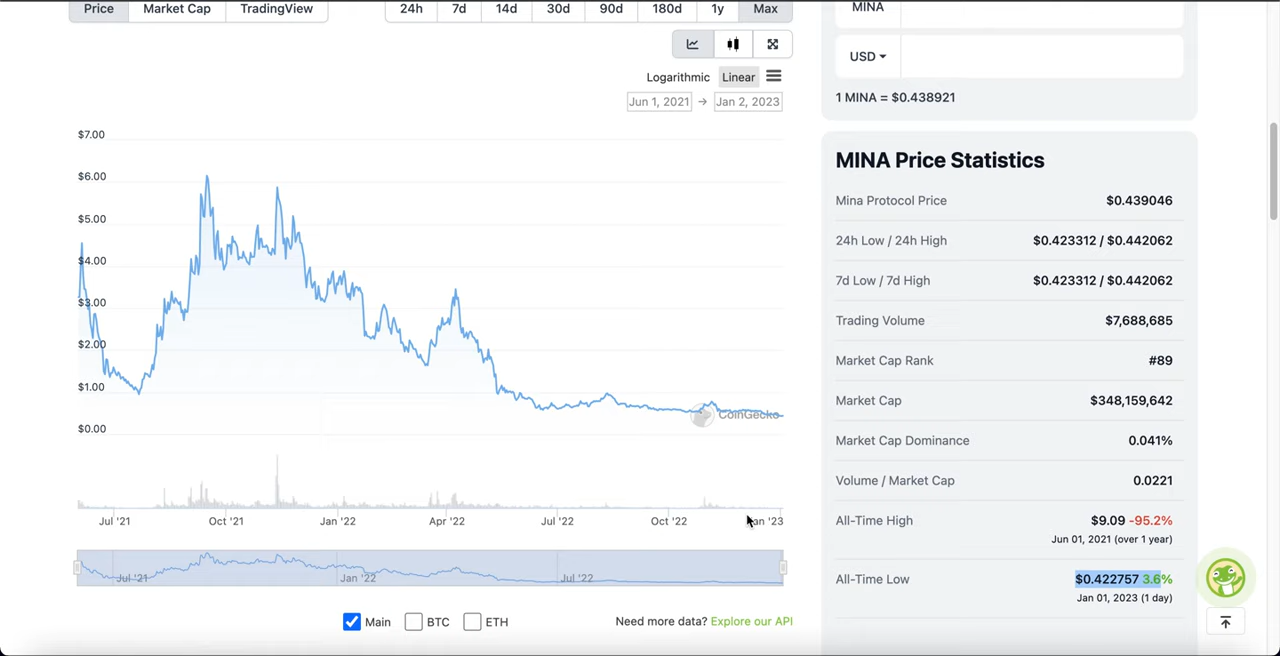 Price Market Cap TradingView 24h 7d 14d 30d 90d 180d 1y Max
Logarithmic Linear
Jun 1, 2021 → Jan 2, 2023
$7.00
$6.00
$5.00
$4.00
$3.00
$2.00
$1.00
$0.00
CoinGecko
Jul '21 Oct '21 Jan '22 Apr '22 Jul '22 Oct '22 Jan '23
Jul '21 Jan '22 Jul '22
Main BTC ETH
Need more data? Explore our API
MINA
USD
1 MINA = $0.438921
MINA Price Statistics
Mina Protocol Price $0.439046
24h Low / 24h High $0.423312 / $0.442062
7d Low / 7d High $0.423312 / $0.442062
Trading Volume $7,688,685
Market Cap Rank #89
Market Cap $348,159,642
Market Cap Dominance 0.041%
Volume / Market Cap 0.0221
All-Time High $9.09 -95.2%
Jun 01, 2021 (over 1 year)
All-Time Low $0.422757 3.6%
Jan 01, 2023 (1 day)